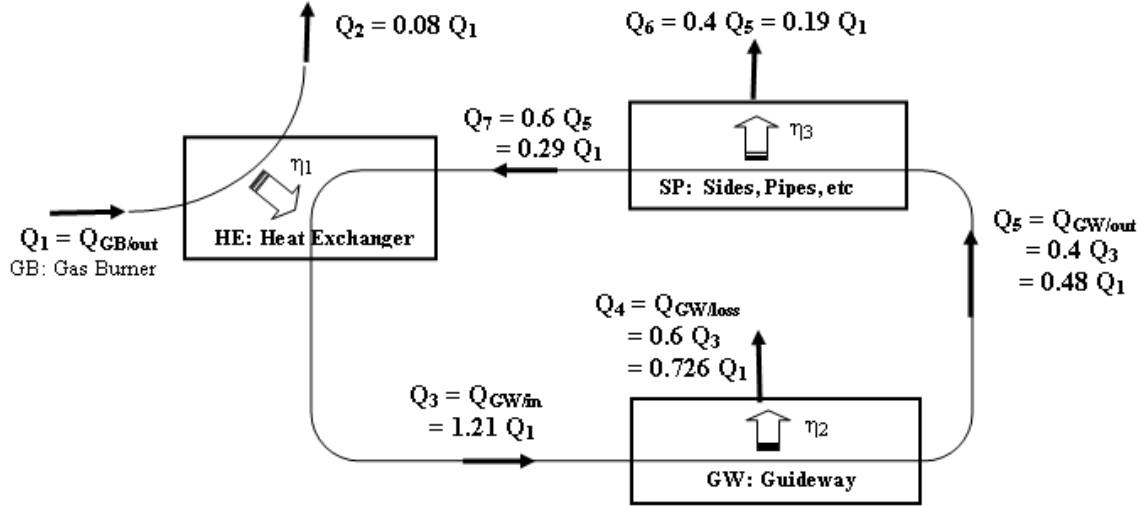 Q2 = 0.08 Q1
Q6 = 0.4 Q5 = 0.19 Q1
Q7 = 0.6 Q5
= 0.29 Q1
η3
SP: Sides, Pipes, etc
η1
HE: Heat Exchanger
Q1 = QGB/out
GB: Gas Burner
Q5 = QGW/out
= 0.4 Q3
= 0.48 Q1
Q4 = QGW/loss
= 0.6 Q3
= 0.726 Q1
Q3 = QGW/in
= 1.21 Q1
η2
GW: Guideway